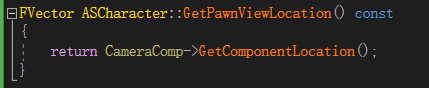 FVector ASCharacter::GetPawnViewLocation() const
{
return CameraComp->GetComponentLocation();
}